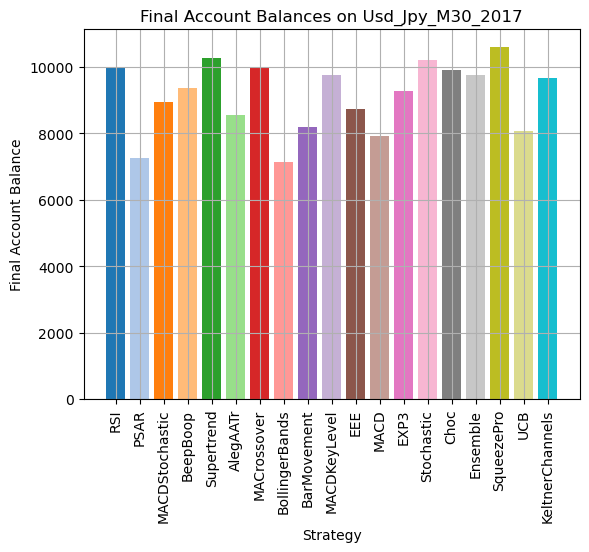 Final Account Balances on Usd_Jpy_M30_2017
Final Account Balance
10000
8000
6000
4000
2000
0
RSI
PSAR
MACDStochastic
BeepBoop
Supertrend
AlegAATr
MACrossover
BollingerBands
BarMovement
MACDKeyLevel
EEE
MACD
EXP3
Stochastic
Choc
Ensemble
SqueezePro
UCB
KeltnerChannels
Strategy